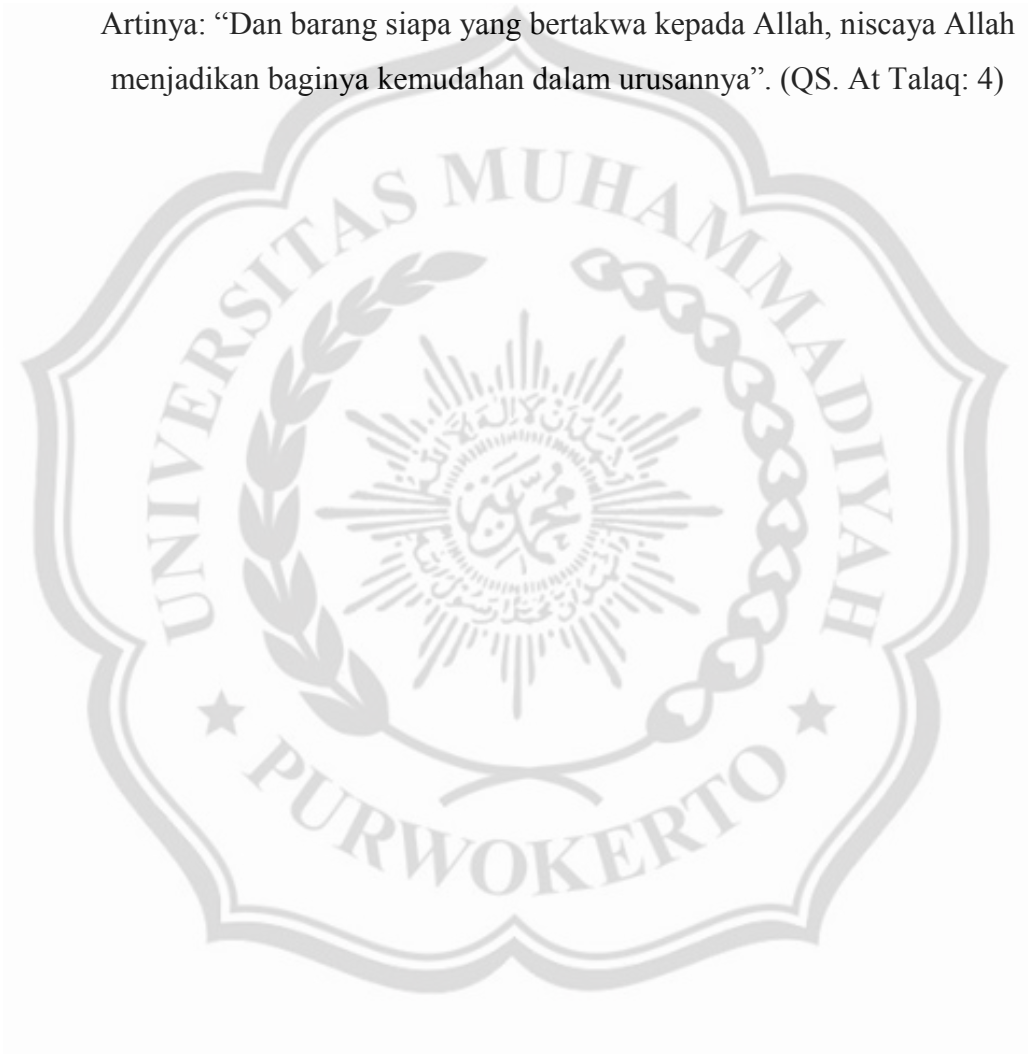 Artinya: “Dan barang siapa yang bertakwa kepada Allah, niscaya Allah
menjadikan baginya kemudahan dalam urusannya”. (QS. At Talaq: 4)
UNIVERSITAS MUHAMMADIYAH
PURWOKERTO